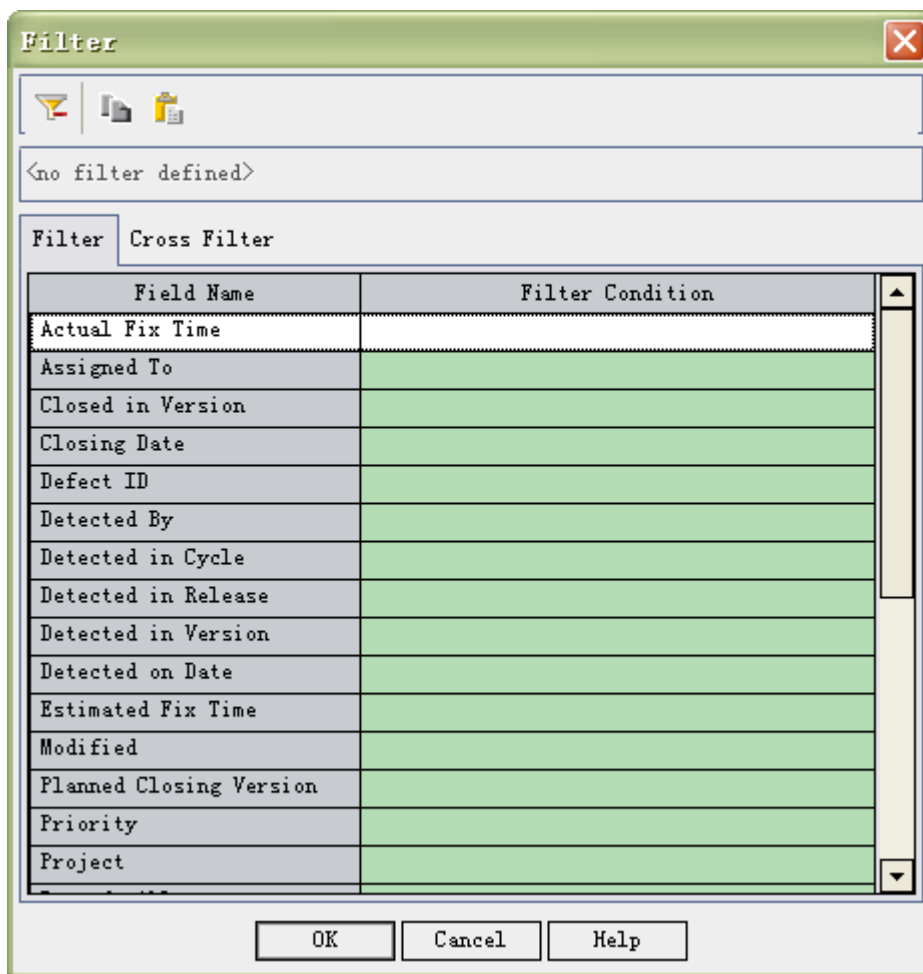 Filter
<no filter defined>
Filter Cross Filter
Field Name Filter Condition
Actual Fix Time
Assigned To
Closed in Version
Closing Date
Defect ID
Detected By
Detected in Cycle
Detected in Release
Detected in Version
Detected on Date
Estimated Fix Time
Modified
Planned Closing Version
Priority
Project
OK Cancel Help